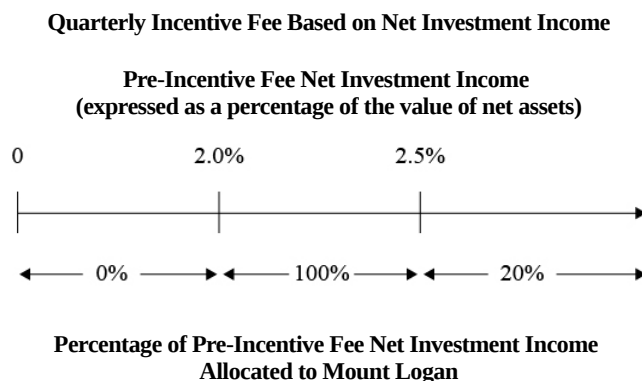 Quarterly Incentive Fee Based on Net Investment Income
Pre-Incentive Fee Net Investment Income
(expressed as a percentage of the value of net assets)
0 2.0% 2.5%
0% 100% 20%
Percentage of Pre-Incentive Fee Net Investment Income
Allocated to Mount Logan